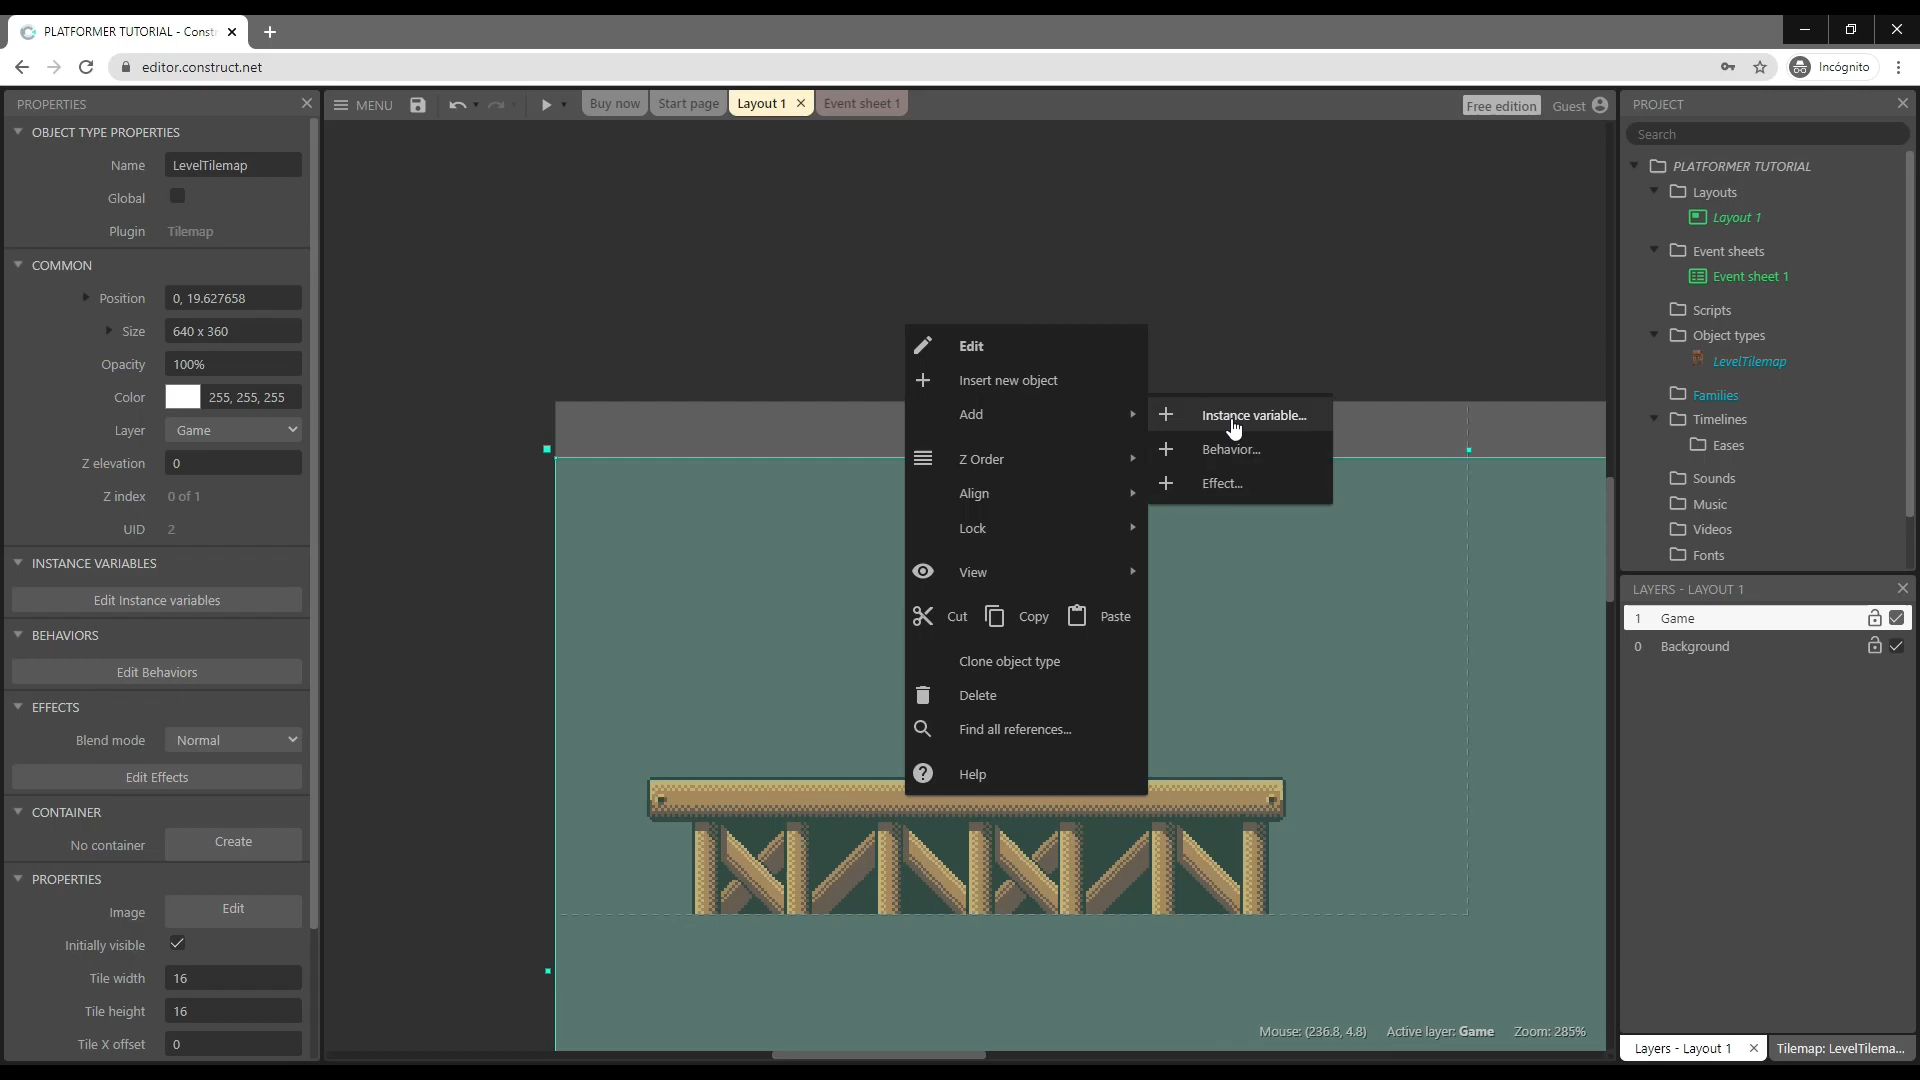 PLATFORMER TUTORIAL - Const
editor.construct.net
Incógnito
PROPERTIES
OBJECT TYPE PROPERTIES
Name LevelTilemap
Global
Plugin Tilemap
COMMON
Position 0, 19.627658
Size 640 x 360
Opacity 100%
Color 255, 255, 255
Layer Game
Z elevation 0
Z index 0 of 1
UID 2
INSTANCE VARIABLES
Edit Instance variables
BEHAVIORS
Edit Behaviors
EFFECTS
Blend mode Normal
Edit Effects
CONTAINER
No container Create
PROPERTIES
Image Edit
Initially visible
Tile width 16
Tile height 16
Tile X offset 0
MENU
Buy now Start page Layout 1 Event sheet 1
Free edition Guest
Edit
Insert new object
Add
Z Order
Align
Lock
View
Cut Copy Paste
Clone object type
Delete
Find all references...
Help
Instance variable...
Behavior...
Effect...
Mouse: (236.8, 4.8) Active layer: Game Zoom: 285%
PROJECT
Search
PLATFORMER TUTORIAL
Layouts
Layout 1
Event sheets
Event sheet 1
Scripts
Object types
LevelTilemap
Families
Timelines
Eases
Sounds
Music
Videos
Fonts
LAYERS - LAYOUT 1
1 Game
0 Background
Layers - Layout 1 Tilemap: LevelTilema...